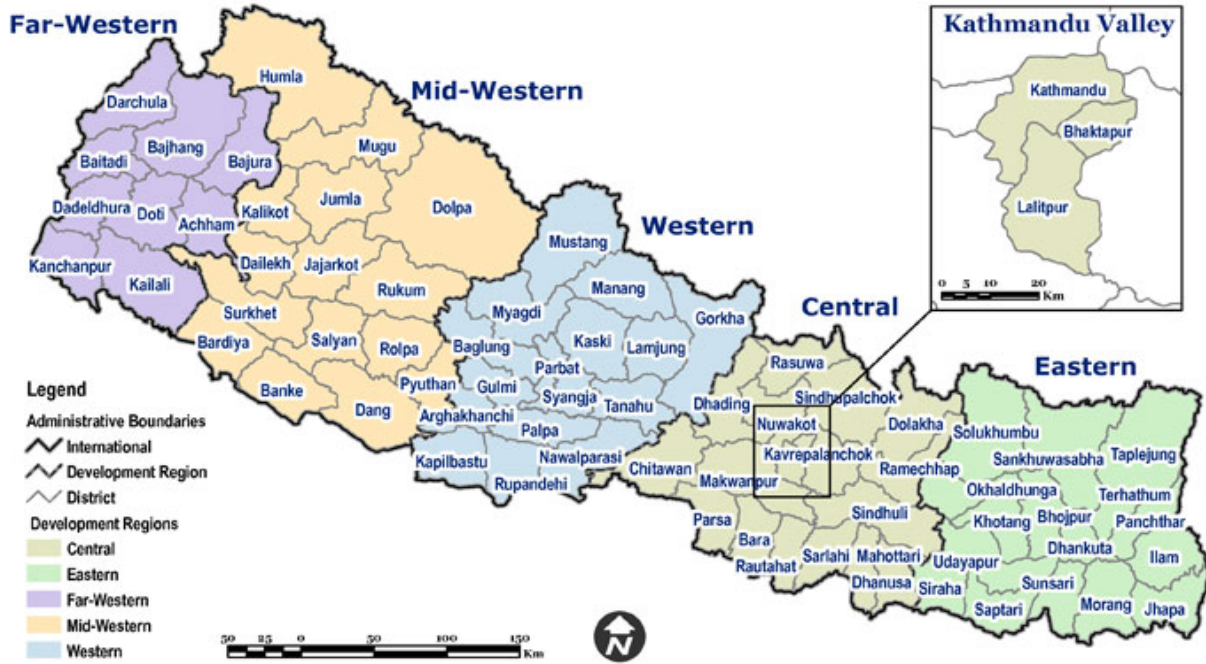 Far-Western
Mid-Western
Western
Central
Eastern
Kathmandu Valley
Kathmandu
Bhaktapur
Lalitpur
0 5 10 20
Km
Humla
Darchula
Bajhang
Baitadi
Bajura
Mugu
Dadeldhura
Doti
Achham
Kalikot
Jumla
Dolpa
Kanchanpur
Kailali
Dailekh
Jajarkot
Rukum
Surkhet
Bardiya
Salyan
Rolpa
Banke
Dang
Pyuthan
Mustang
Manang
Myagdi
Gorkha
Baglung
Kaski
Lamjung
Parbat
Gulmi
Syangja
Tanahu
Arghakhanchi
Palpa
Kapilbastu
Nawalparasi
Rupandehi
Rasuwa
Dhading
Sindhupalchok
Nuwakot
Dolakha
Chitawan
Kavrepalanchok
Makwanpur
Ramechhap
Parsa
Sindhuli
Bara
Rautahat
Sarlahi
Mahottari
Dhanusa
Solukhumbu
Sankhuwasabha
Taplejung
Okhaldhunga
Terhathum
Khotang
Bhojpur
Panchthar
Udayapur
Dhankuta
Ilam
Siraha
Sunsari
Saptari
Morang
Jhapa
Legend
Administrative Boundaries
International
Development Region
District
Development Regions
Central
Eastern
Far-Western
Mid-Western
Western
50 25 0 50 100 150
Km
N